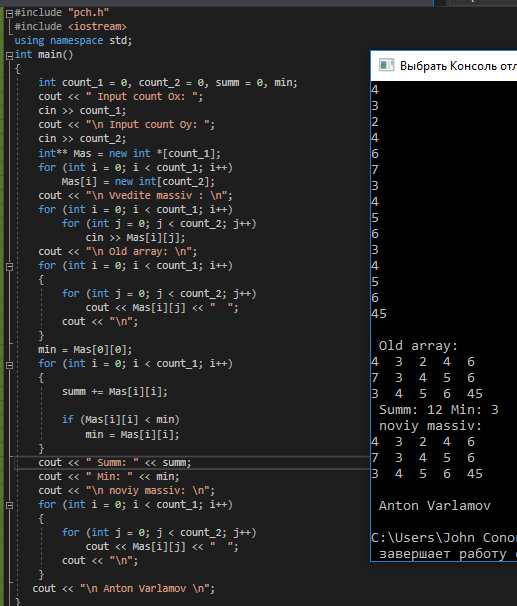 #include "pch.h"
#include <iostream>
using namespace std;
int main()
{
int count_1 = 0, count_2 = 0, summ = 0, min;
cout << " Input count Ox: ";
cin >> count_1;
cout << "\n Input count Oy: ";
cin >> count_2;
int** Mas = new int *[count_1];
for (int i = 0; i < count_1; i++)
Mas[i] = new int[count_2];
cout << "\n Vvedite massiv : \n";
for (int i = 0; i < count_1; i++)
for (int j = 0; j < count_2; j++)
cin >> Mas[i][j];
cout << "\n Old array: \n";
for (int i = 0; i < count_1; i++)
{
for (int j = 0; j < count_2; j++)
cout << Mas[i][j] << "  ";
cout << "\n";
}
min = Mas[0][0];
for (int i = 0; i < count_1; i++)
{
summ += Mas[i][i];
if (Mas[i][i] < min)
min = Mas[i][i];
}
cout << " Summ: " << summ;
cout << " Min: " << min;
cout << "\n noviy massiv: \n";
for (int i = 0; i < count_1; i++)
{
for (int j = 0; j < count_2; j++)
cout << Mas[i][j] << "  ";
cout << "\n";
}
cout << "\n Anton Varlamov \n";
}
Выбрать Консоль отл
4
3
2
4
6
7
3
4
5
6
3
4
5
6
45
Old array:
4  3  2  4  6
7  3  4  5  6
3  4  5  6  45
Summ: 12 Min: 3
noviy massiv:
4  3  2  4  6
7  3  4  5  6
3  4  5  6  45
Anton Varlamov
C:\Users\John Conor
завершает работу